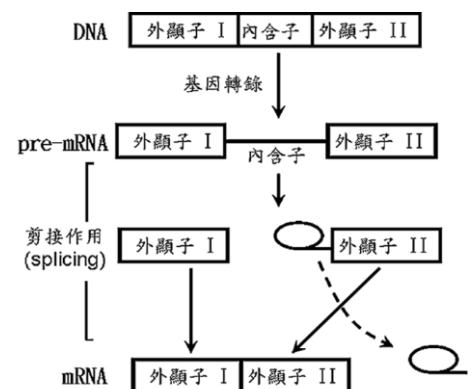 DNA 外顯子 I 內含子 外顯子 II
基因轉錄
pre-mRNA 外顯子 I 內含子 外顯子 II
剪接作用 外顯子 I 外顯子 II
(splicing)
mRNA 外顯子 I 外顯子 II